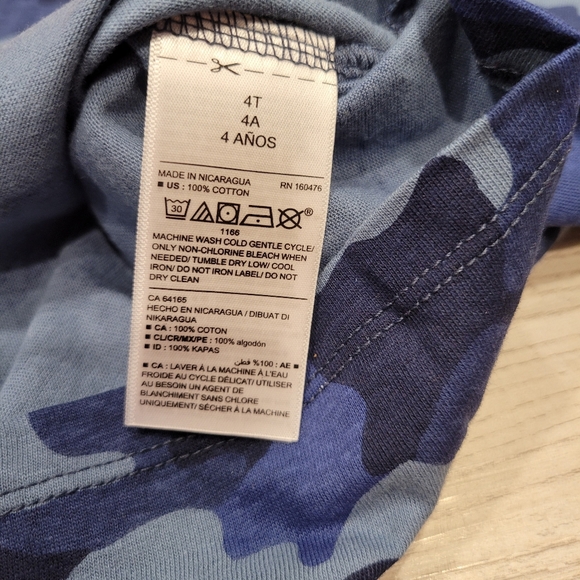 4T
4A
4 AÑOS
MADE IN NICARAGUA RN 160476
■ US : 100% COTTON
30 ®
1166
MACHINE WASH COLD GENTLE CYCLE/
ONLY NON-CHLORINE BLEACH WHEN
NEEDED/ TUMBLE DRY LOW/ COOL
IRON/ DO NOT IRON LABEL/ DO NOT
DRY CLEAN
CA 64165
HECHO EN NICARAGUA / DIBUAT DI
NIKARAGUA
■ CA : 100% COTON
■ CL/CR/MX/PE : 100% algodón
■ ID : 100% KAPAS
■ AE : 100% قطن
■ CA : LAVER À LA MACHINE À L'EAU
FROIDE AU CYCLE DÉLICAT/ UTILISER
AU BESOIN UN AGENT DE
BLANCHIMENT SANS CHLORE
UNIQUEMENT/ SÉCHER À LA MACHINE